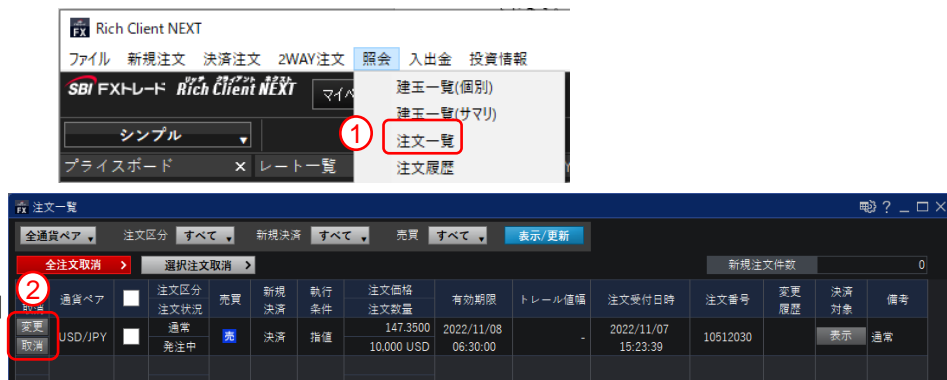 FX Rich Client NEXT
ファイル 新規注文 決済注文 2WAY注文 照会 入出金 投資情報
SBI FXトレード Rich Client NEXT マイペ
建玉一覧(個別)
建玉一覧(サマリ)
シンプル
① 注文一覧
プライスボード × レート一覧
注文履歴
FX 注文一覧
全通貨ペア 注文区分 すべて 新規決済 すべて 売買 すべて 表示/更新
全注文取消 > 選択注文取消 > 新規注文件数 0
②
取消 通貨ペア 注文区分 注文状況 売買 新規 決済 執行 条件 注文価格 注文数量 有効期限 トレール値幅 注文受付日時 注文番号 変更 履歴 決済 対象 備考
変更 取消 USD/JPY 通常 発注中 売 決済 指値 147.3500 10,000 USD 2022/11/08 06:30:00 - 2022/11/07 15:23:39 10512030 表示 通常